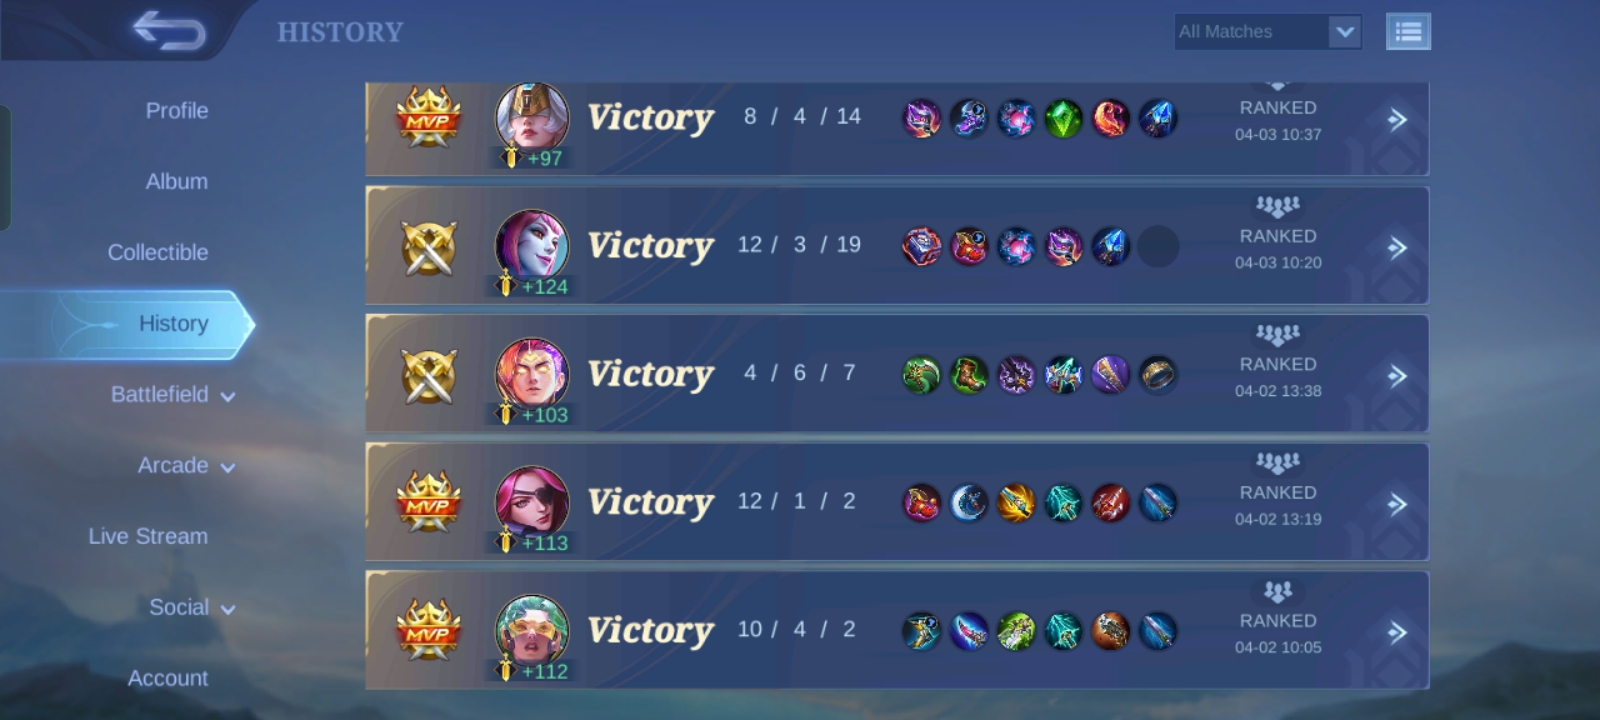 HISTORY
All Matches
Profile
Album
Collectible
History
Battlefield
Arcade
Live Stream
Social
Account
MVP
+97
Victory
8 / 4 / 14
RANKED
04-03 10:37
+124
Victory
12 / 3 / 19
RANKED
04-03 10:20
+103
Victory
4 / 6 / 7
RANKED
04-02 13:38
MVP
+113
Victory
12 / 1 / 2
RANKED
04-02 13:19
MVP
+112
Victory
10 / 4 / 2
RANKED
04-02 10:05